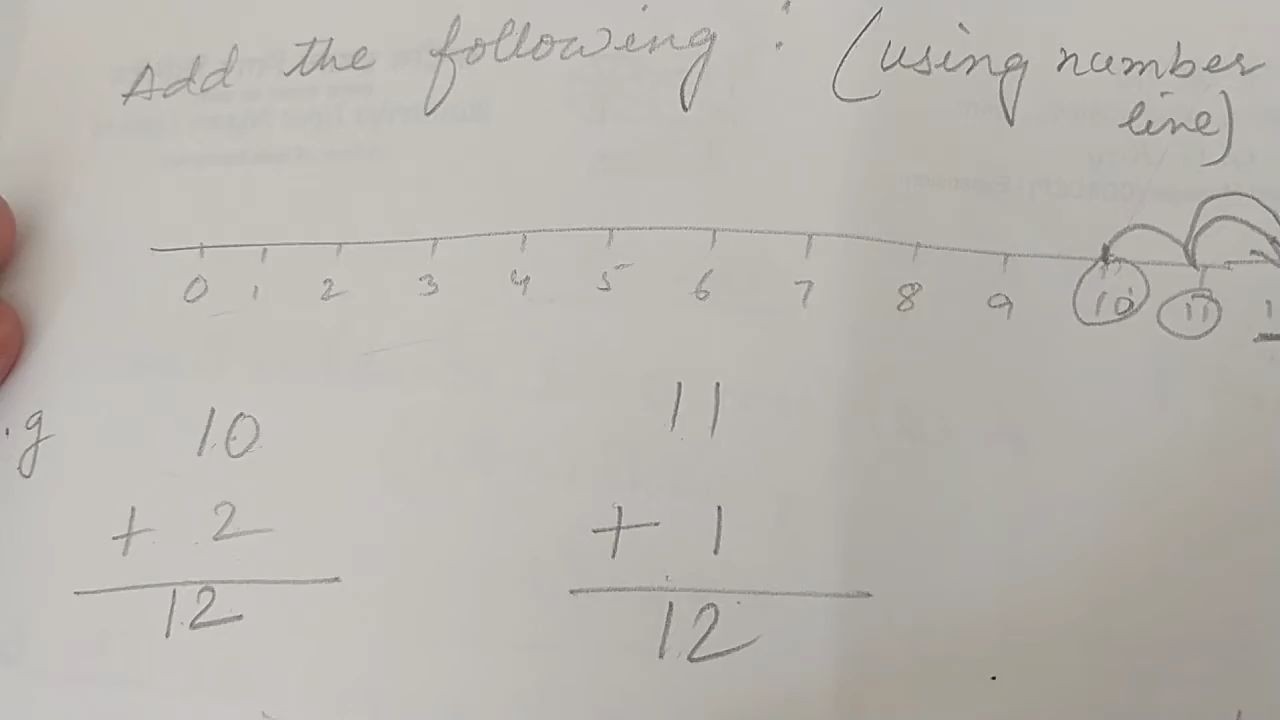 Add the following : (using number
line)
0 1 2 3 4 5 6 7 8 9 10 11
.g
10
+ 2
12
11
+ 1
12